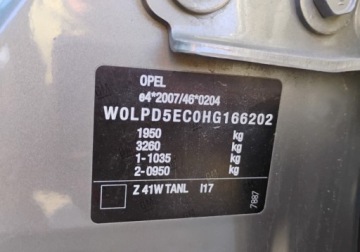 OPEL
e4*2007/46*0204
W0LPD5EC0HG166202
1950 kg
3260 kg
1-1035 kg
2-0950 kg
Z 41W TANL I17
7987